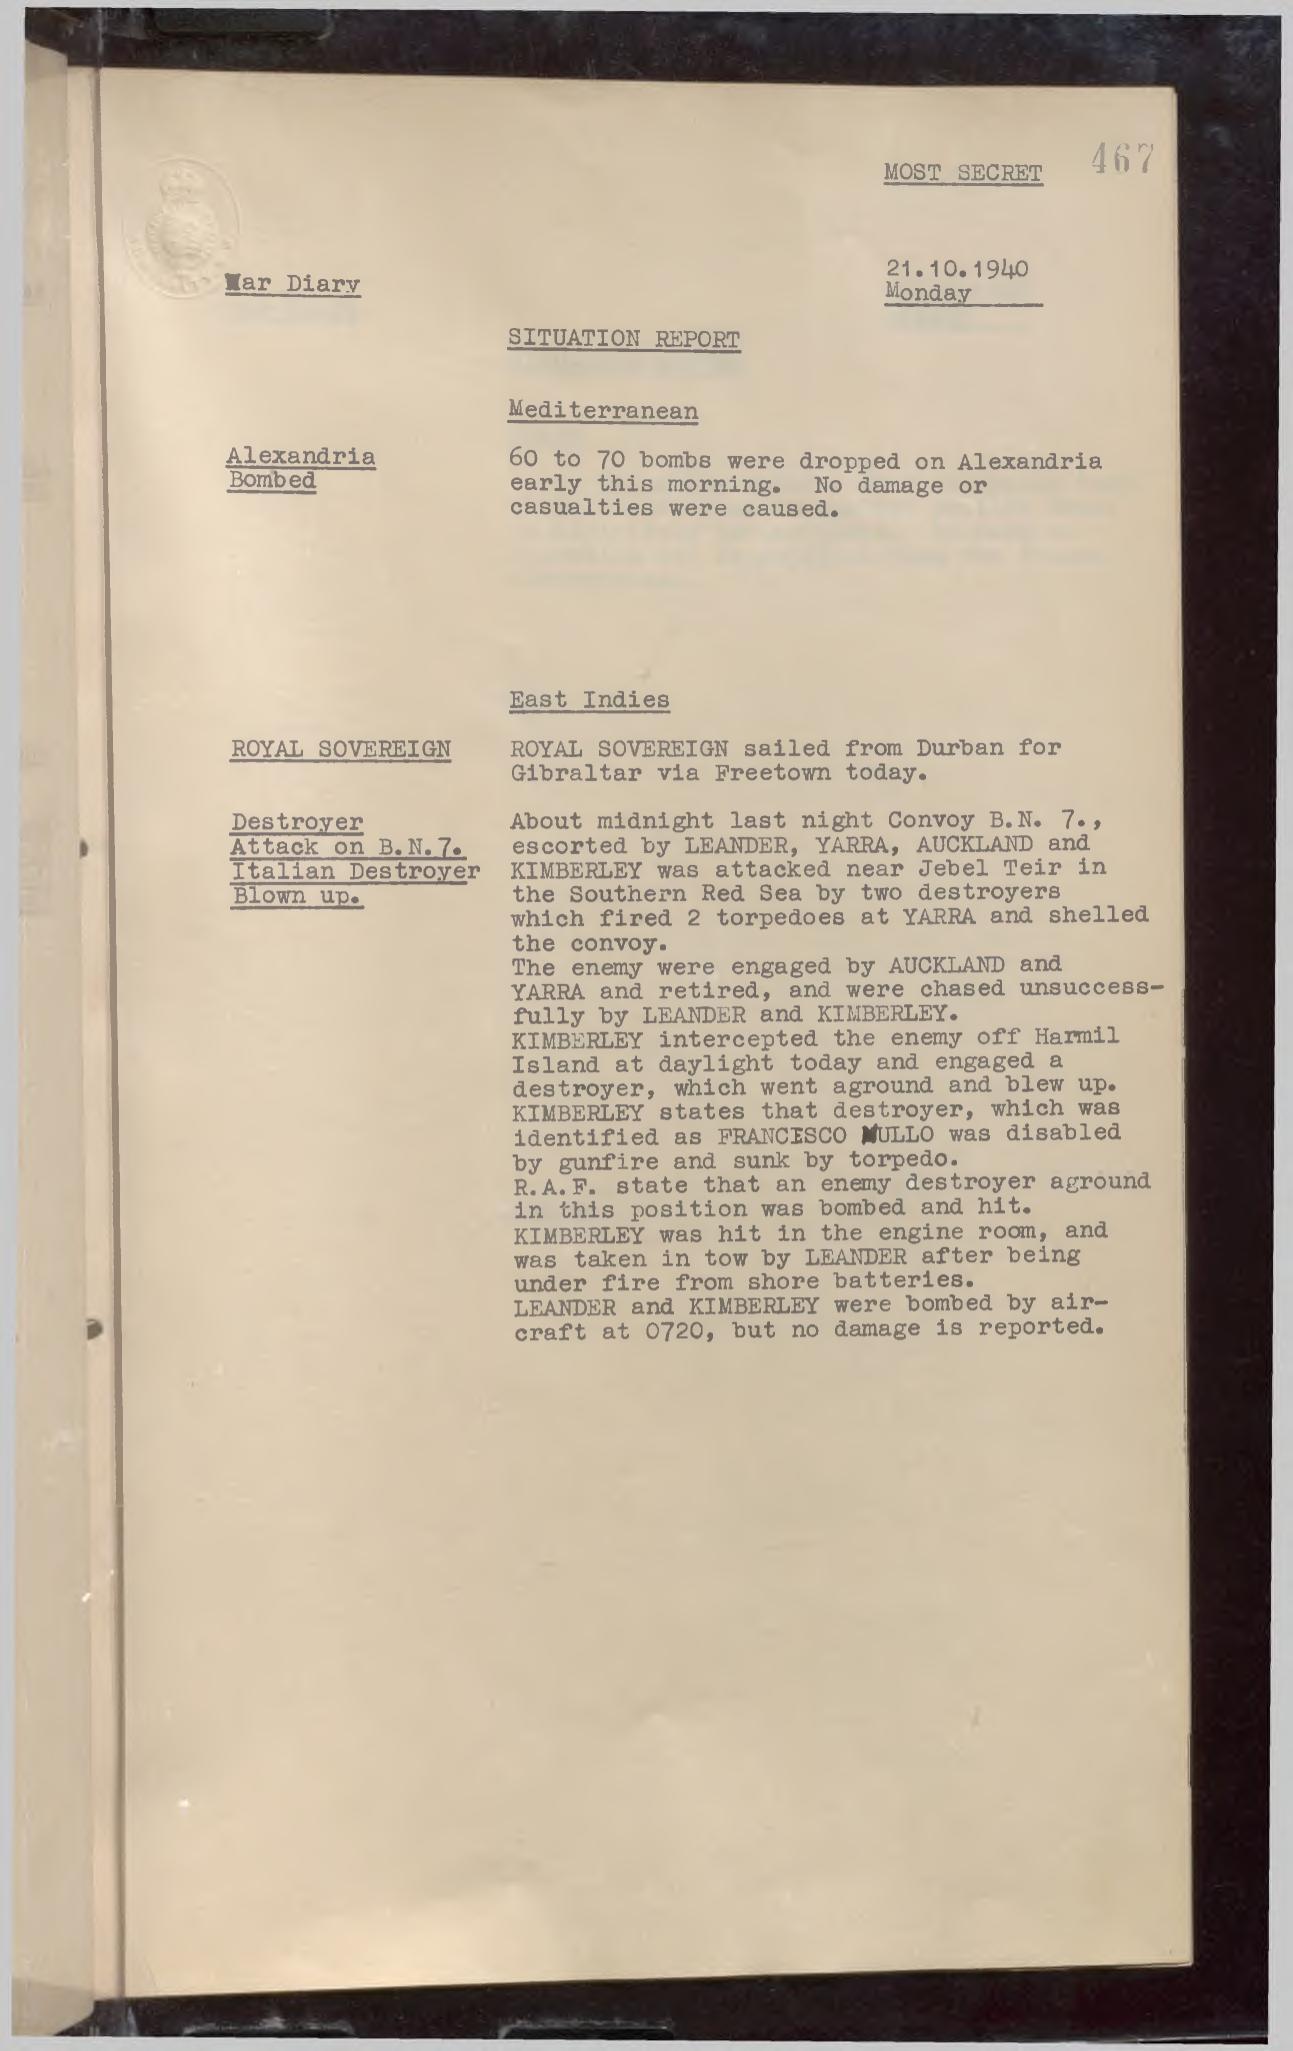 MOST SECRET
467
War Diary
21.10.1940
Monday
SITUATION REPORT
Mediterranean
Alexandria
Bombed
60 to 70 bombs were dropped on Alexandria
early this morning. No damage or
casualties were caused.
East Indies
ROYAL SOVEREIGN
ROYAL SOVEREIGN sailed from Durban for
Gibraltar via Freetown today.
Destroyer
Attack on B.N.7.
Italian Destroyer
Blown up.
About midnight last night Convoy B.N. 7.,
escorted by LEANDER, YARRA, AUCKLAND and
KIMBERLEY was attacked near Jebel Teir in
the Southern Red Sea by two destroyers
which fired 2 torpedoes at YARRA and shelled
the convoy.
The enemy were engaged by AUCKLAND and
YARRA and retired, and were chased unsuccess-
fully by LEANDER and KIMBERLEY.
KIMBERLEY intercepted the enemy off Harmil
Island at daylight today and engaged a
destroyer, which went aground and blew up.
KIMBERLEY states that destroyer, which was
identified as FRANCISCO NULLO was disabled
by gunfire and sunk by torpedo.
R.A.F. state that an enemy destroyer aground
in this position was bombed and hit.
KIMBERLEY was hit in the engine room, and
was taken in tow by LEANDER after being
under fire from shore batteries.
LEANDER and KIMBERLEY were bombed by air-
craft at 0720, but no damage is reported.